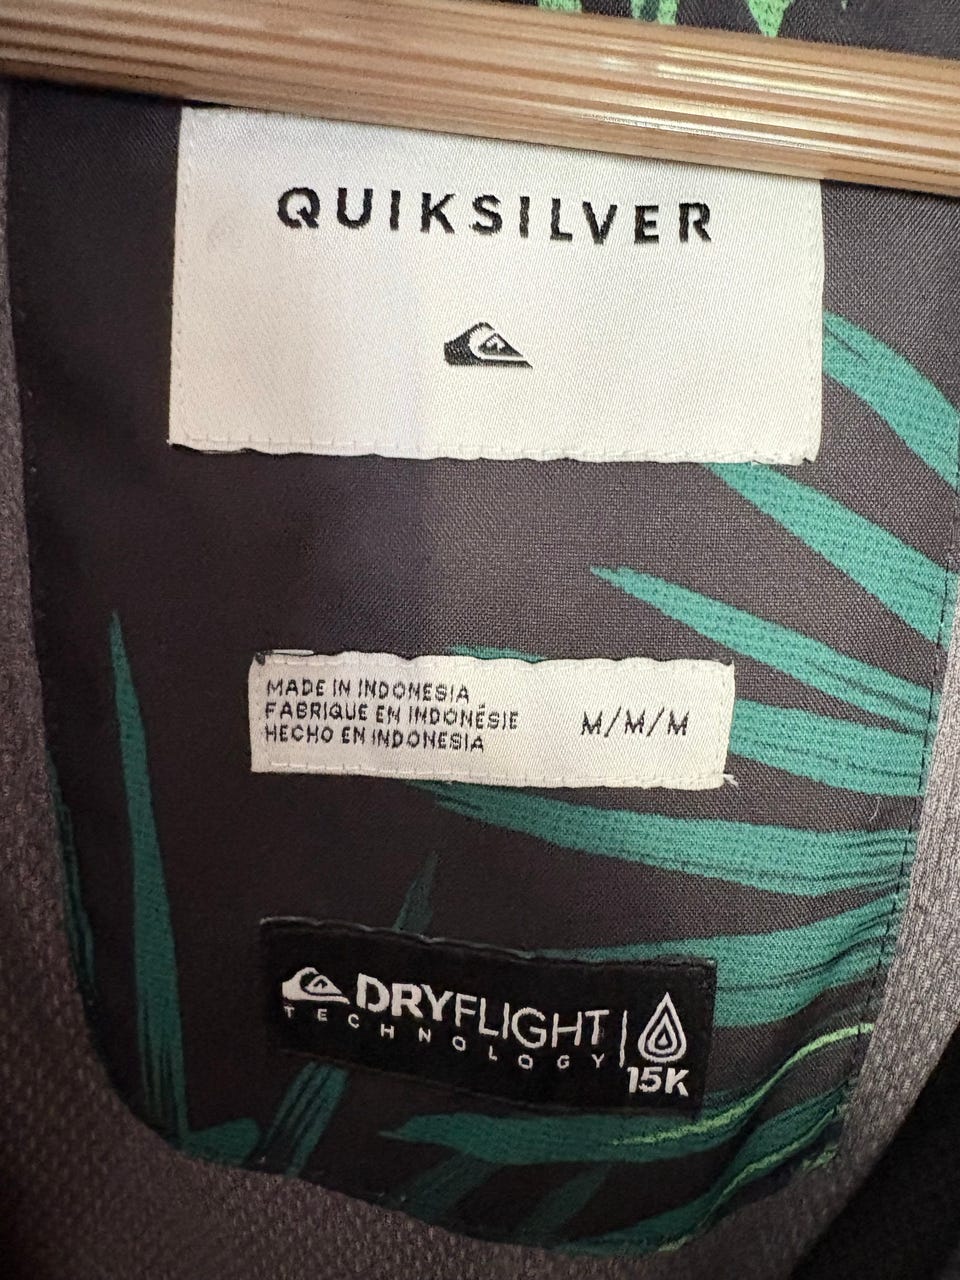 QUIKSILVER
MADE IN INDONESIA
FABRIQUE EN INDONÉSIE
HECHO EN INDONESIA
M/M/M
DRYFLIGHT
TECHNOLOGY
15K